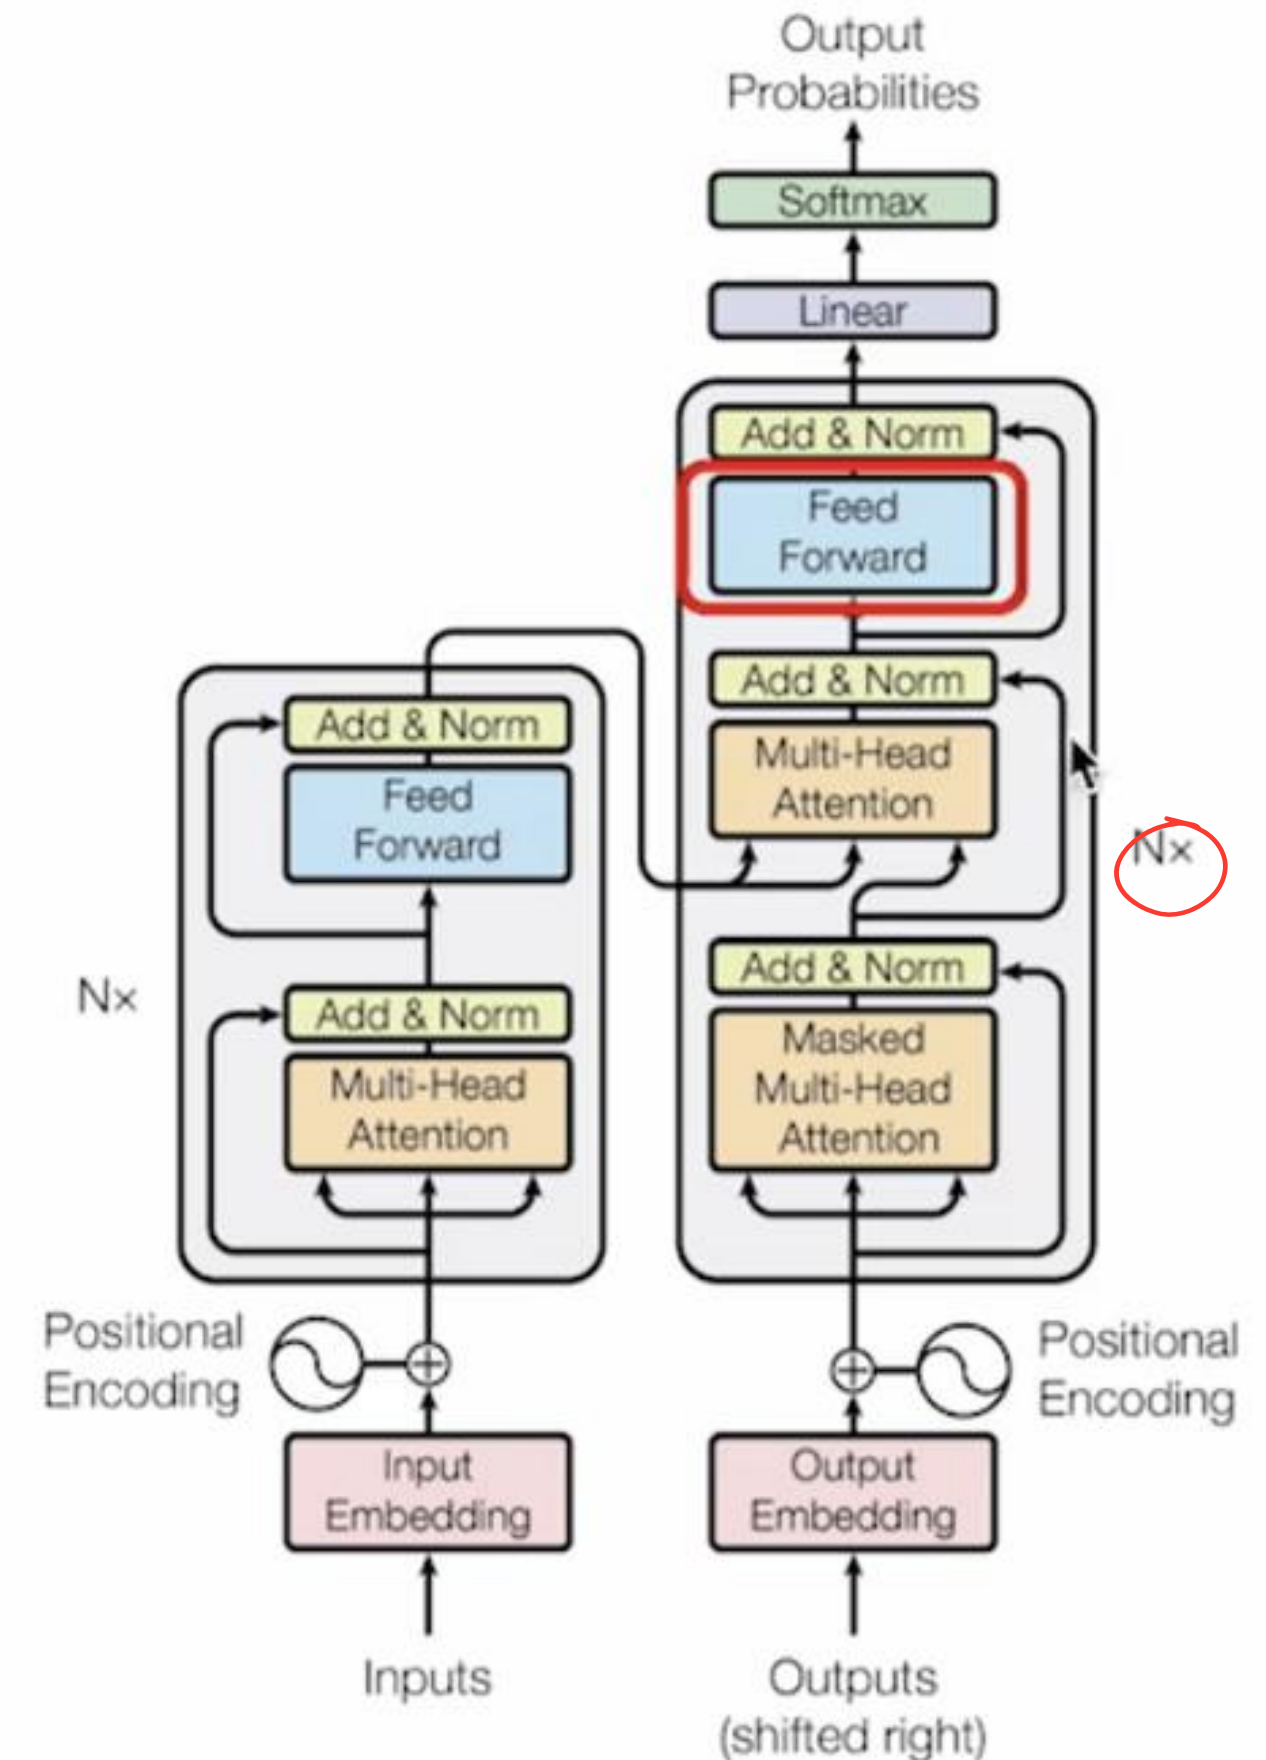 Output
Probabilities
Softmax
Linear
Add & Norm
Feed
Forward
Add & Norm
Multi-Head
Attention
Nx
Add & Norm
Masked
Multi-Head
Attention
Positional
Encoding
Output
Embedding
Outputs
(shifted right)
Add & Norm
Feed
Forward
Nx
Add & Norm
Multi-Head
Attention
Positional
Encoding
Input
Embedding
Inputs